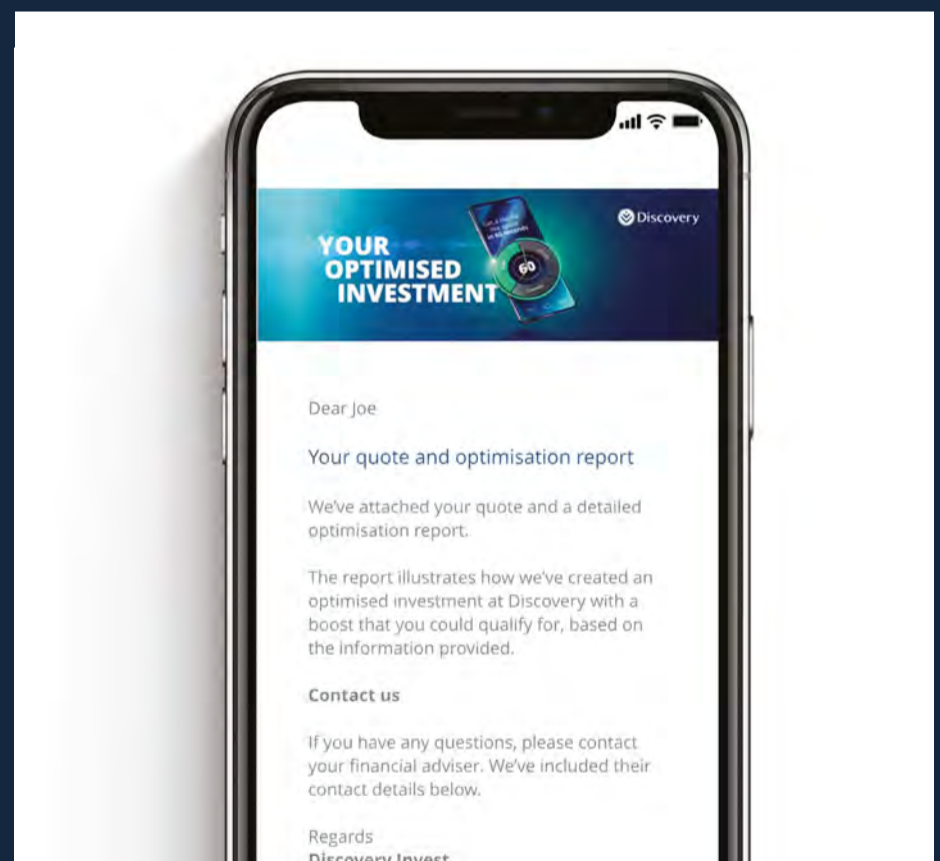 Discovery
YOUR
OPTIMISED
INVESTMENT
60
Dear Joe
Your quote and optimisation report
We've attached your quote and a detailed
optimisation report.
The report illustrates how we've created an
optimised investment at Discovery with a
boost that you could qualify for, based on
the information provided.
Contact us
If you have any questions, please contact
your financial adviser. We've included their
contact details below.
Regards
Discovery Invest